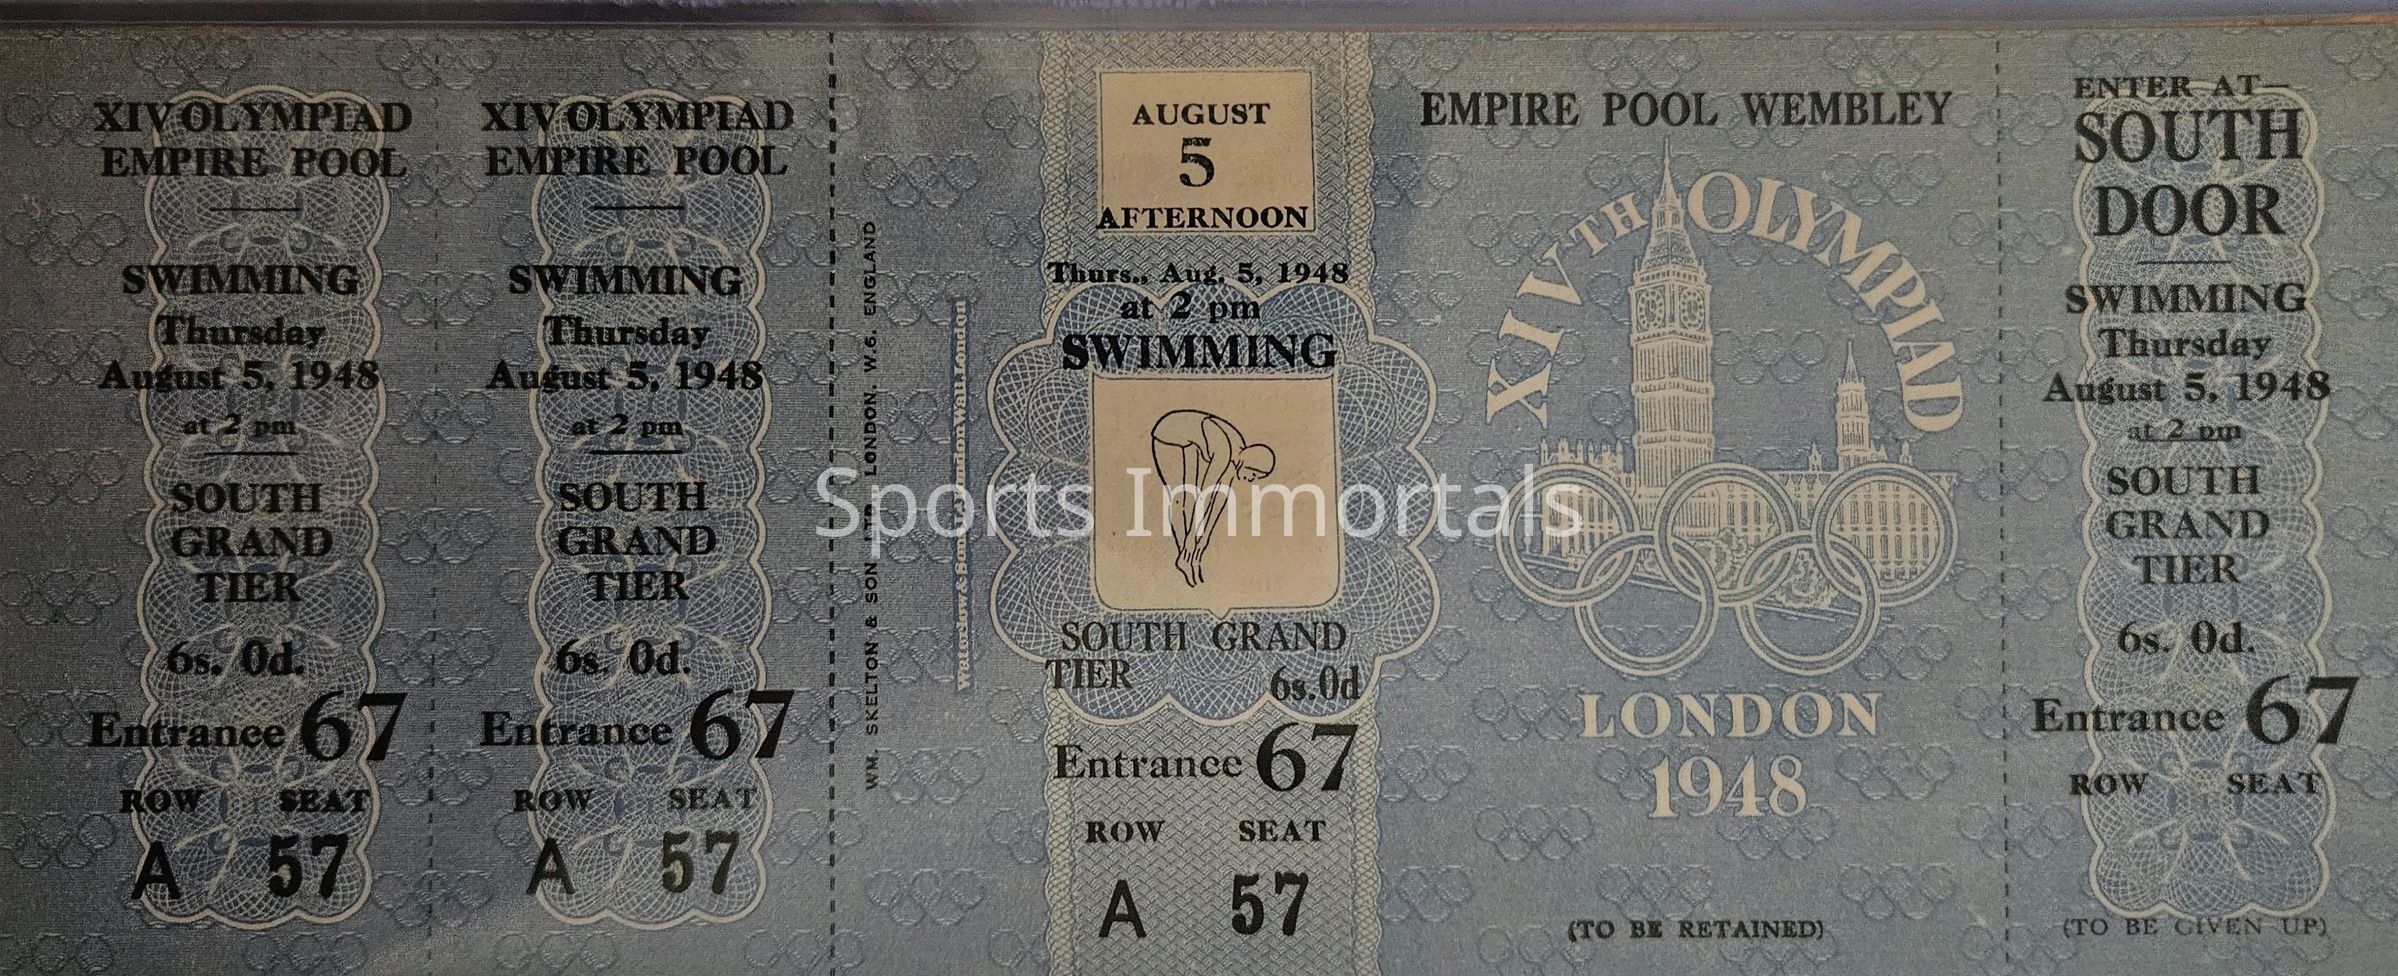 XIV OLYMPIAD
EMPIRE POOL
SWIMMING
Thursday
August 5, 1948
at 2 pm
SOUTH
GRAND
TIER
6s. 0d.
Entrance 67
ROW SEAT
A 57
XIV OLYMPIAD
EMPIRE POOL
SWIMMING
Thursday
August 5, 1948
at 2 pm
SOUTH
GRAND
TIER
6s. 0d.
Entrance 67
ROW SEAT
A 57
WM. SKELTON & SON LTD LONDON. W.6. ENGLAND
London Wall, London
AUGUST
5
AFTERNOON
Thurs., Aug. 5, 1948
at 2 pm
SWIMMING
SOUTH GRAND
TIER 6s.0d
Entrance 67
ROW SEAT
A 57
EMPIRE POOL WEMBLEY
XIVTH OLYMPIAD
LONDON
1948
(TO BE RETAINED)
ENTER AT—
SOUTH
DOOR
SWIMMING
Thursday
August 5, 1948
at 2 pm
SOUTH
GRAND
TIER
6s. 0d.
Entrance 67
ROW SEAT
(TO BE GIVEN UP)
Sports Immortals